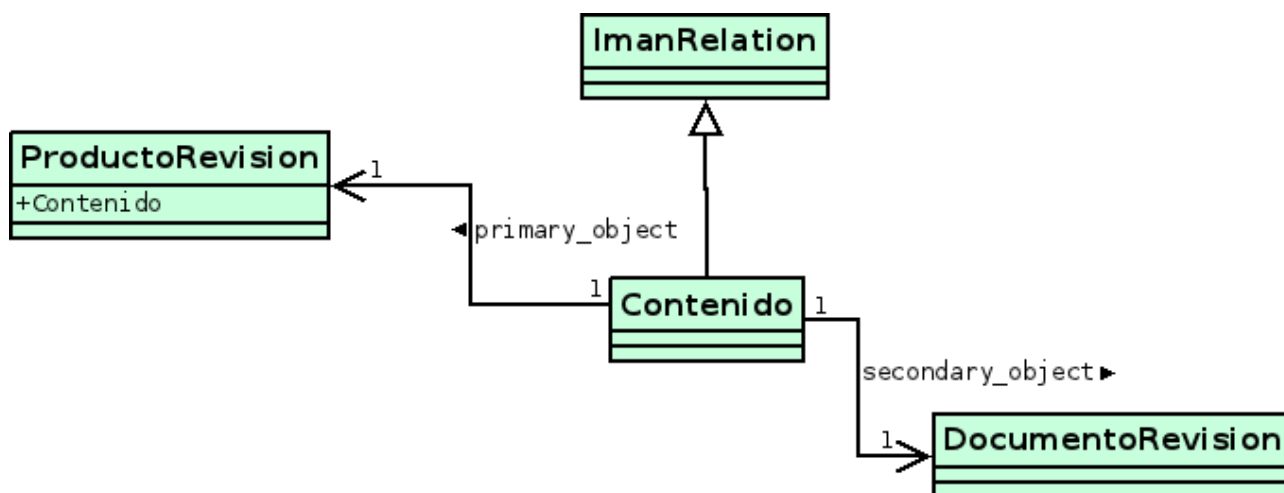 ImanRelation
ProductoRevision
+Contenido
1
primary_object
1
Contenido
1
secondary_object
1
DocumentoRevision